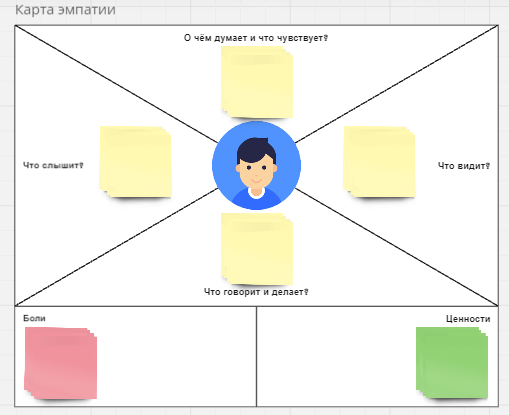 Карта эмпатии
О чём думает и что чувствует?
Что слышит?
Что видит?
Что говорит и делает?
Боли
Ценности